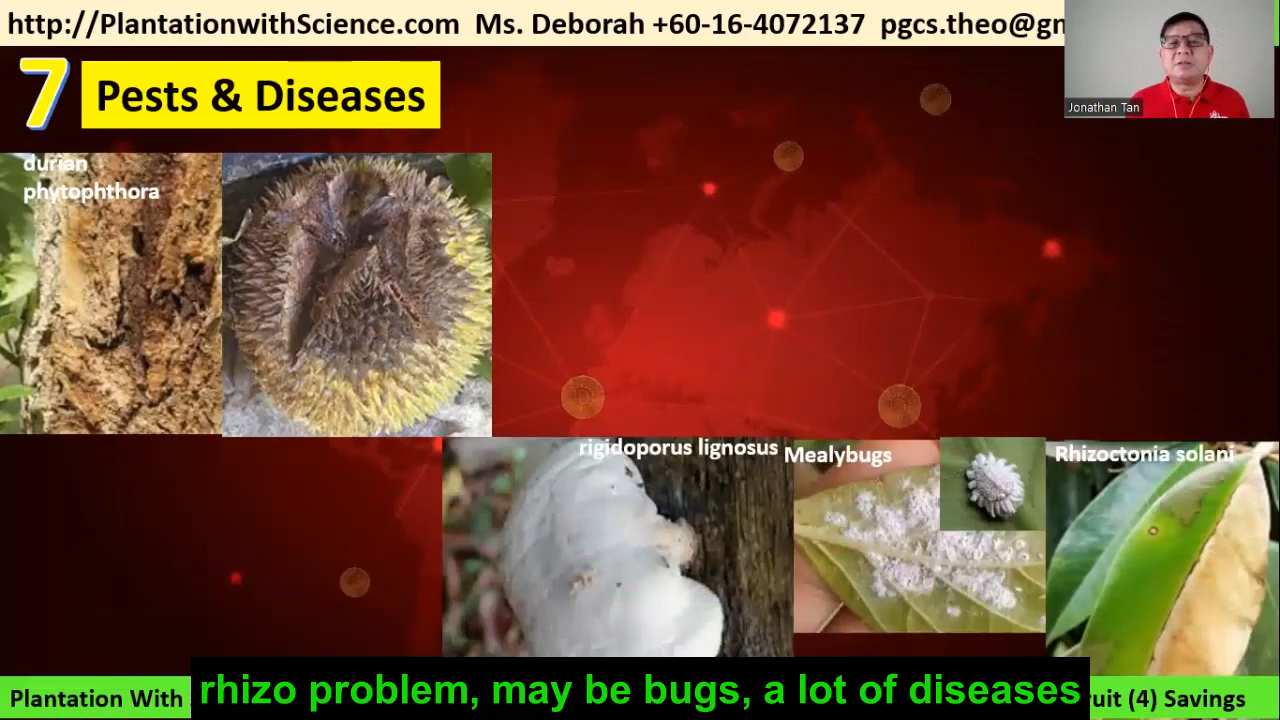 http://PlantationwithScience.com Ms. Deborah +60-16-4072137 pgcs.theo@gm
Jonathan Tan
7 Pests & Diseases
durian
phytophthora
rigidoporus lignosus
Mealybugs
Rhizoctonia solani
rhizo problem, may be bugs, a lot of diseases
Plantation With
uit (4) Savings